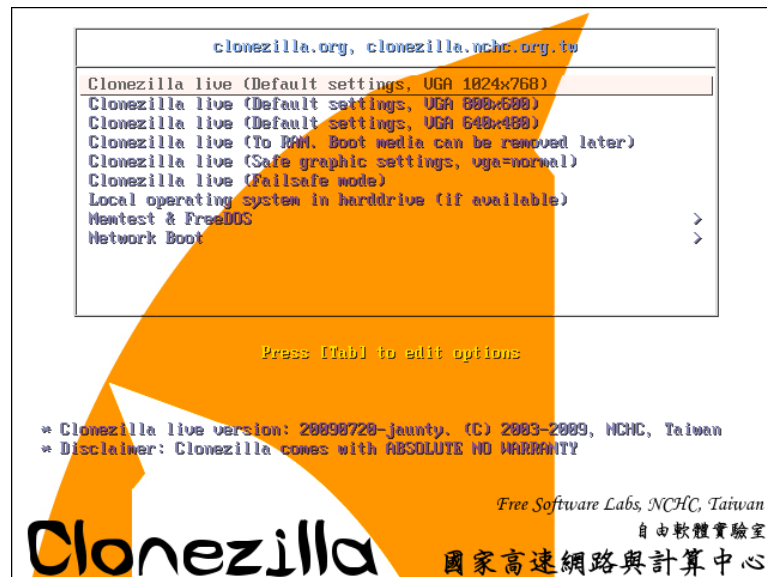 clonezilla.org, clonezilla.nchc.org.tw
Clonezilla live (Default settings, VGA 1024x768)
Clonezilla live (Default settings, VGA 800x600)
Clonezilla live (Default settings, VGA 640x480)
Clonezilla live (To RAM. Boot media can be removed later)
Clonezilla live (Safe graphic settings, vga=normal)
Clonezilla live (Failsafe mode)
Local operating system in harddrive (if available)
Memtest & FreeDOS >
Network Boot >
Press [Tab] to edit options
* Clonezilla live version: 20090720-jaunty. (C) 2003-2009, NCHC, Taiwan
* Disclaimer: Clonezilla comes with ABSOLUTE NO WARRANTY
Free Software Labs, NCHC, Taiwan
自由軟體實驗室
Clonezilla
國家高速網路與計算中心